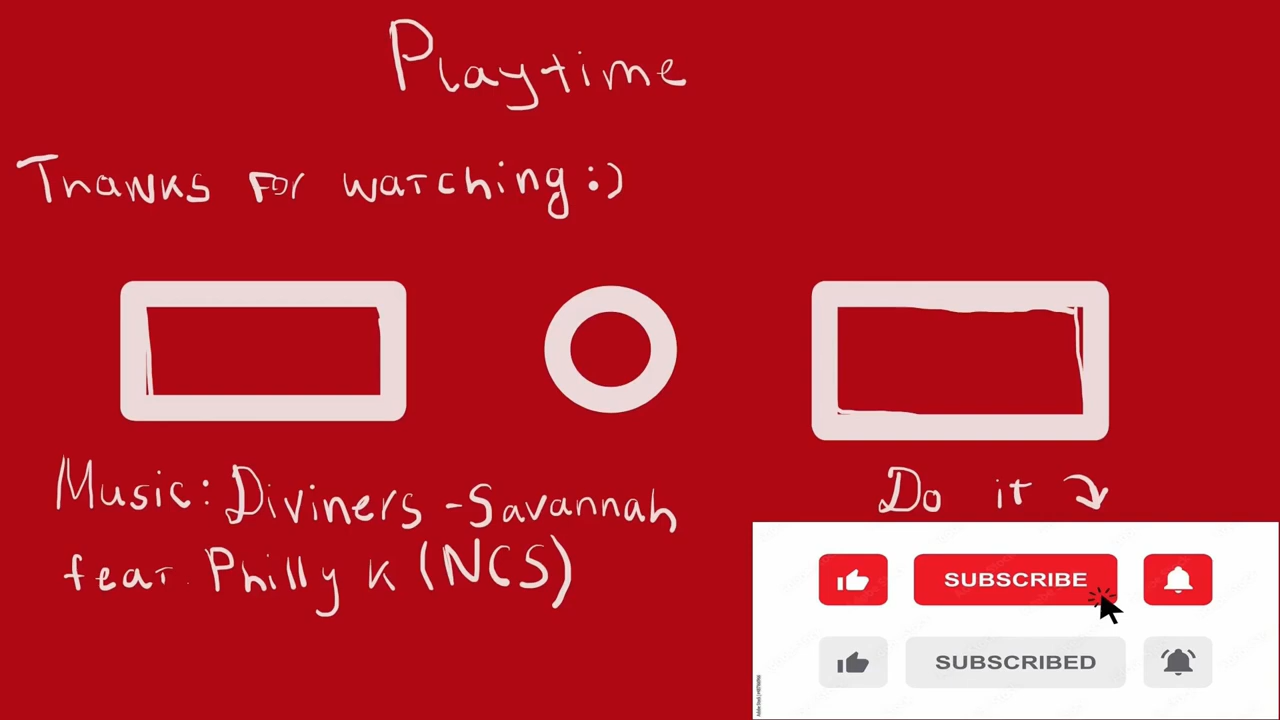 Playtime
Thanks for watching :)
Music: Diviners - Savannah
feat. Philly K (NCS)
Do it
SUBSCRIBE
SUBSCRIBED